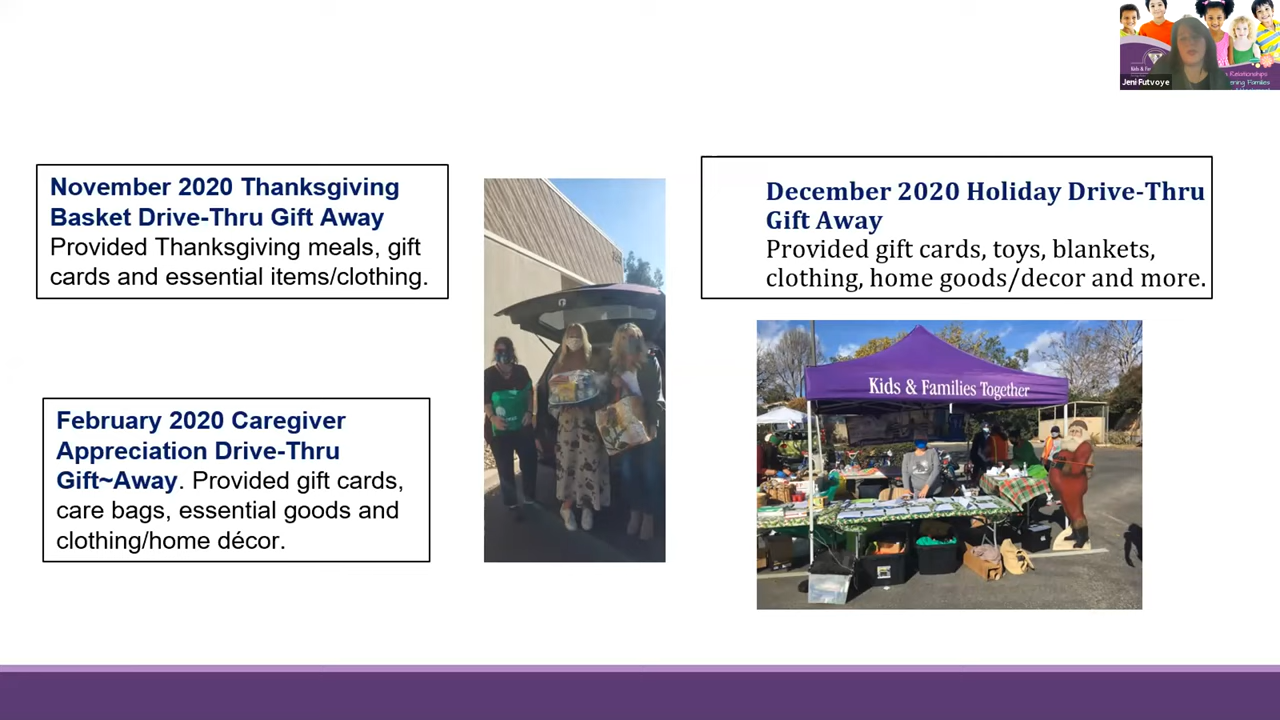 November 2020 Thanksgiving
Basket Drive-Thru Gift Away
Provided Thanksgiving meals, gift
cards and essential items/clothing.
February 2020 Caregiver
Appreciation Drive-Thru
Gift~Away. Provided gift cards,
care bags, essential goods and
clothing/home décor.
December 2020 Holiday Drive-Thru
Gift Away
Provided gift cards, toys, blankets,
clothing, home goods/decor and more.
Kids & Families Together
Jeni Futvoye
Relationships
Families